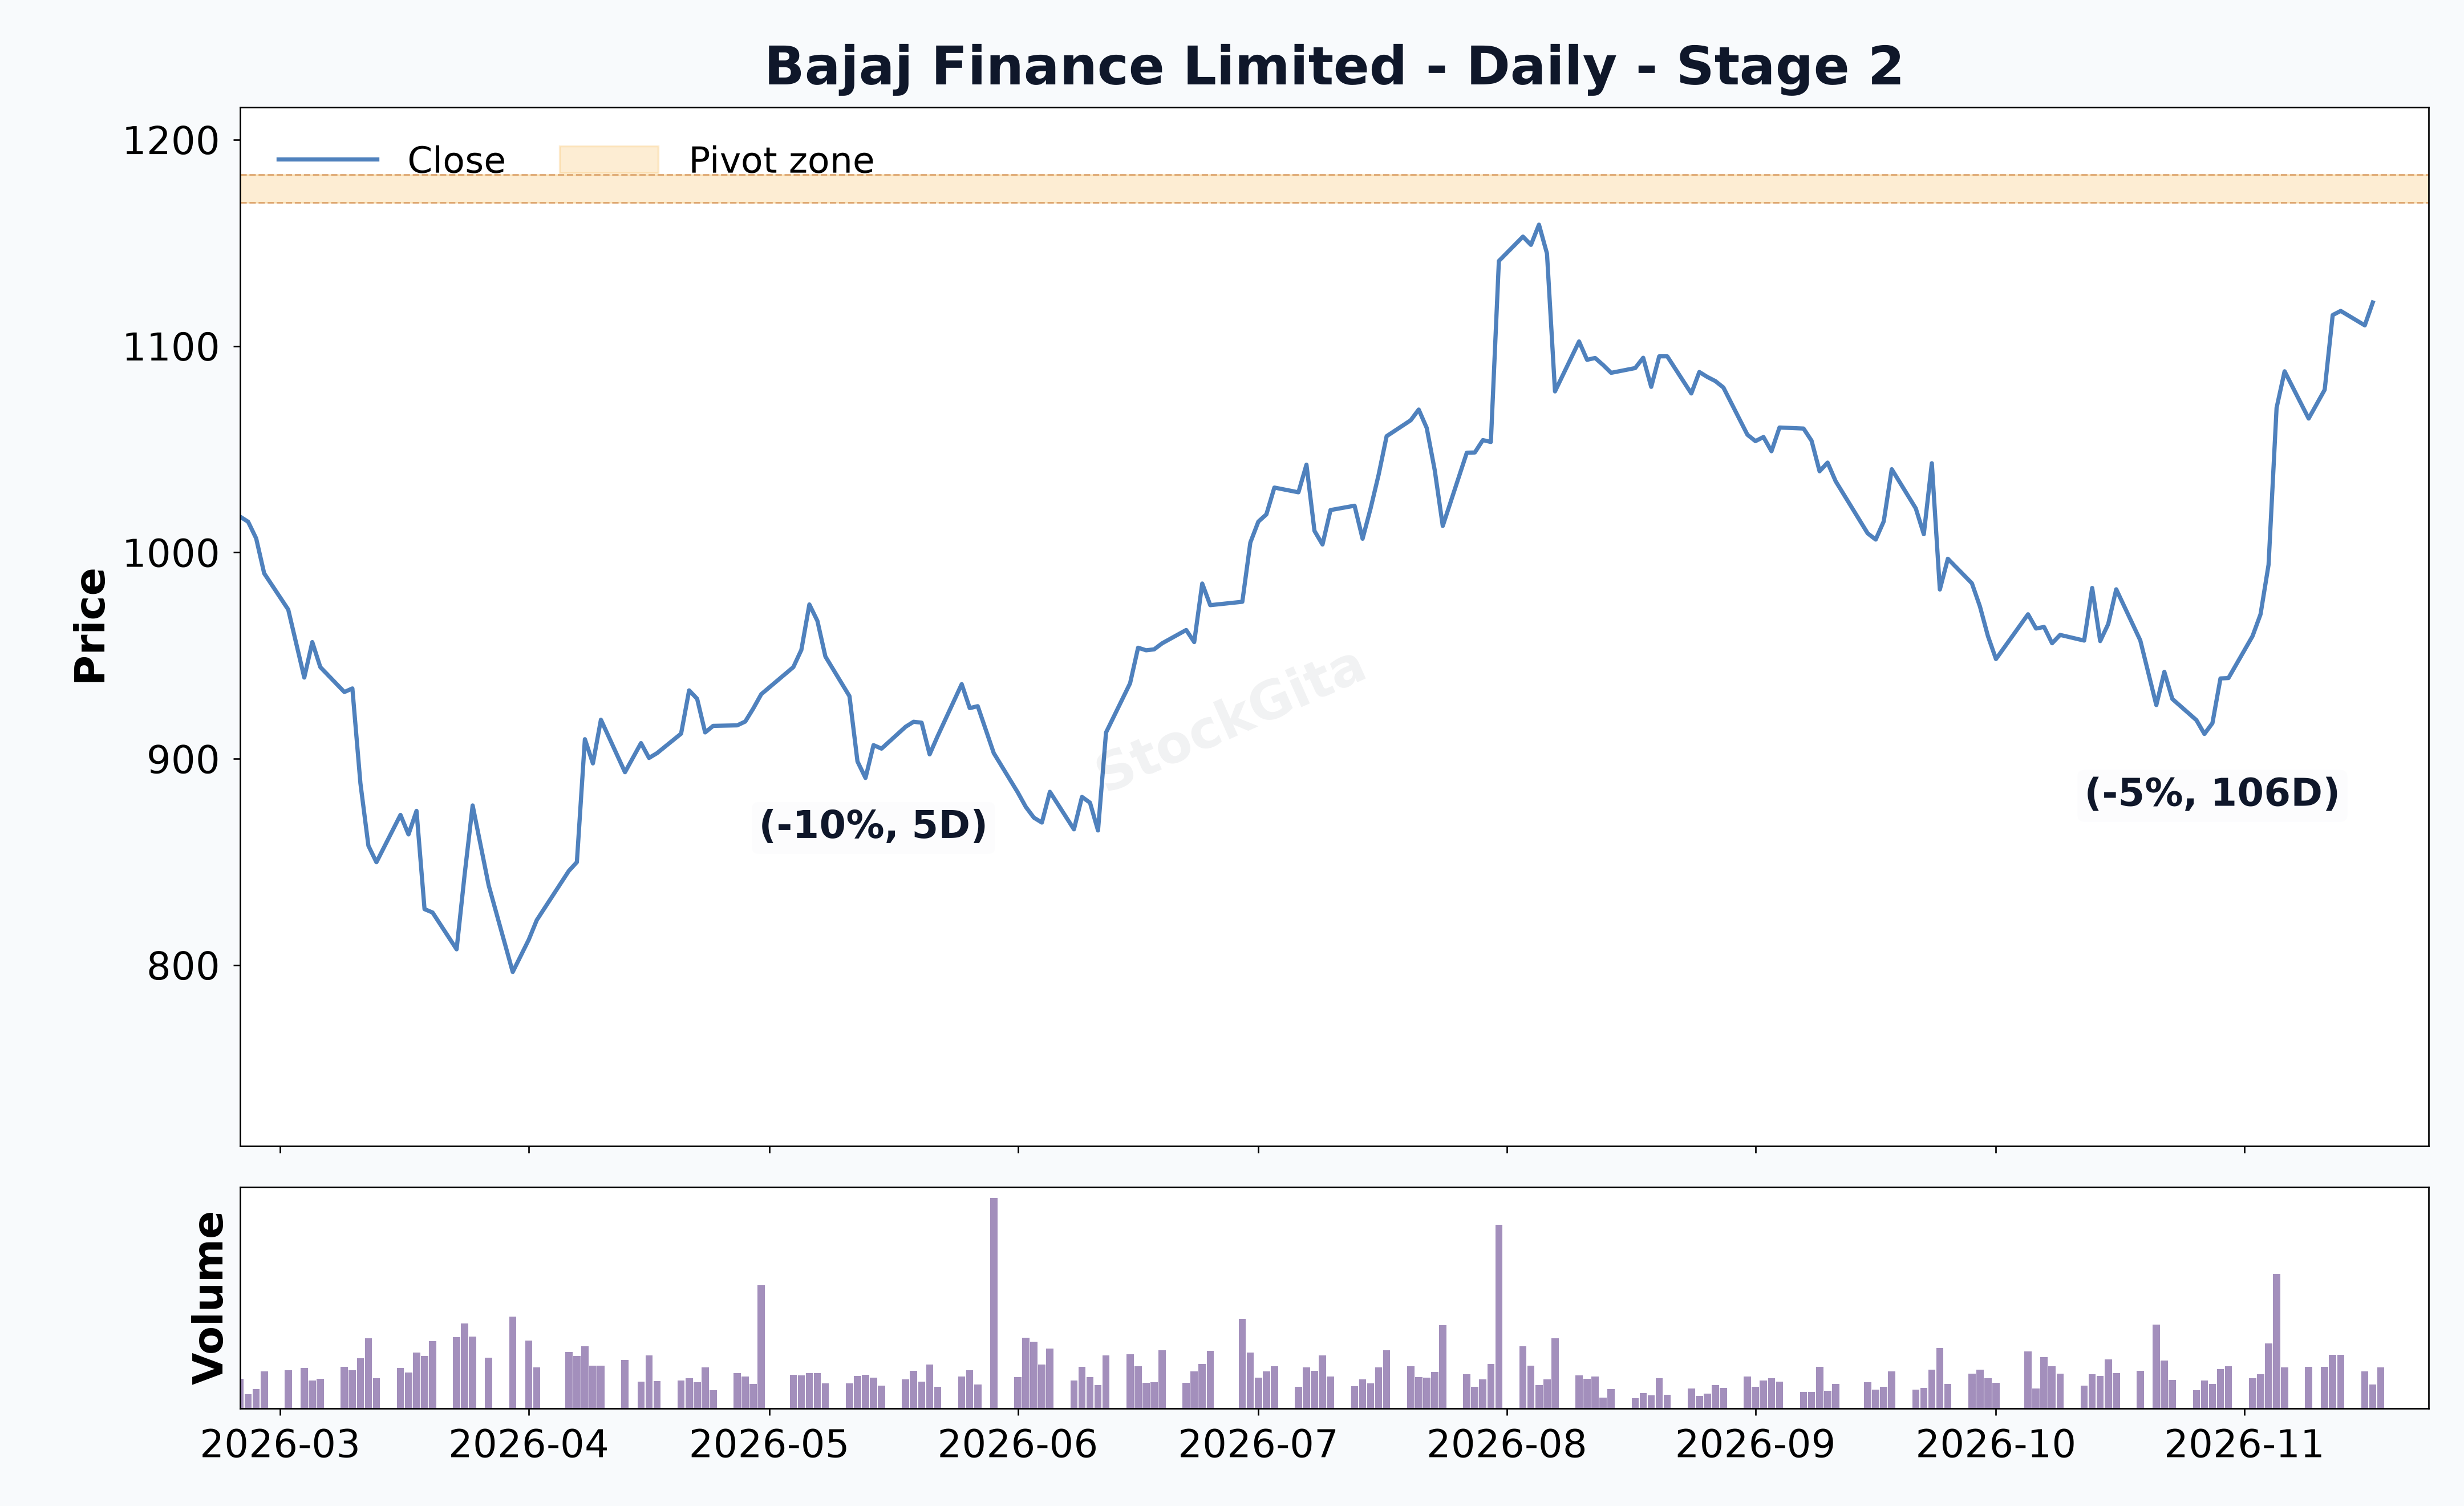 Bajaj Finance Limited - Daily - Stage 2
Close
Pivot zone
Price
1200
1100
1000
900
800
StockGita
(-10%, 5D)
(-5%, 106D)
Volume
2026-03
2026-04
2026-05
2026-06
2026-07
2026-08
2026-09
2026-10
2026-11